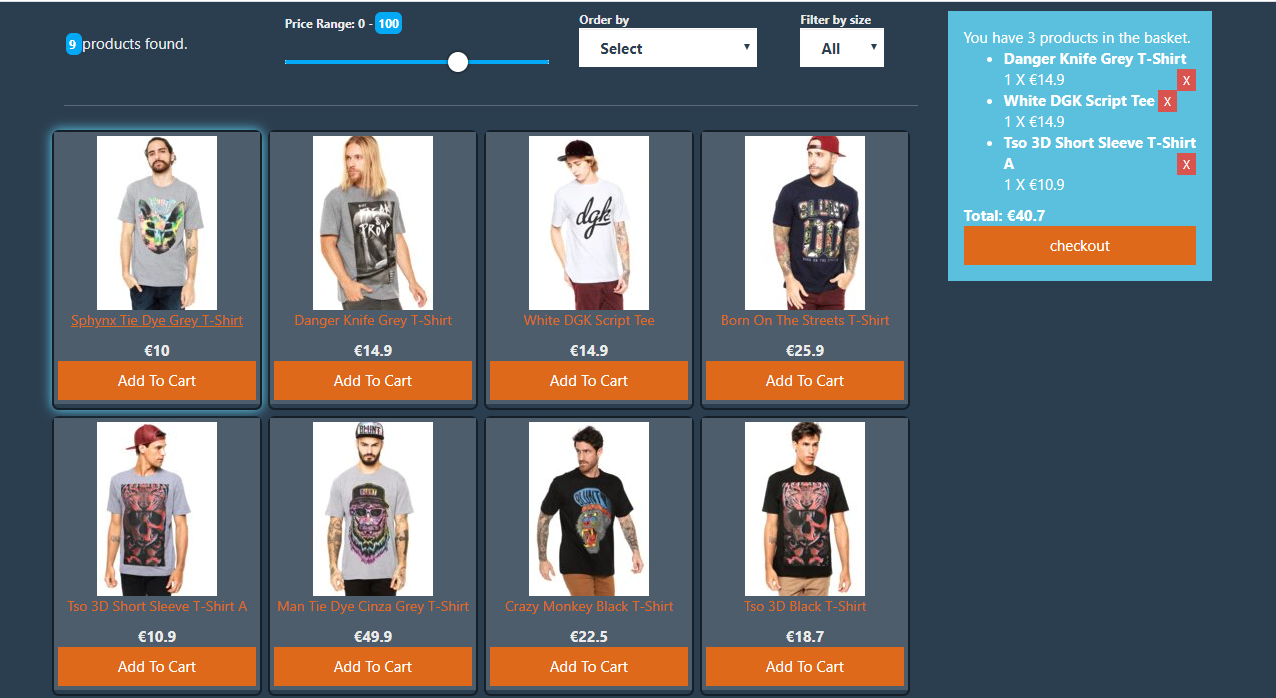 9 products found.
Price Range: 0 - 100
Order by
Select
Filter by size
All
You have 3 products in the basket.
Danger Knife Grey T-Shirt
1 X €14.9 X
White DGK Script Tee X
1 X €14.9
Tso 3D Short Sleeve T-Shirt
A X
1 X €10.9
Total: €40.7
checkout
dgk
BLUNT
Sphynx Tie Dye Grey T-Shirt
€10
Add To Cart
Danger Knife Grey T-Shirt
€14.9
Add To Cart
White DGK Script Tee
€14.9
Add To Cart
Born On The Streets T-Shirt
€25.9
Add To Cart
BLUNT
Tso 3D Short Sleeve T-Shirt A
€10.9
Add To Cart
Man Tie Dye Cinza Grey T-Shirt
€49.9
Add To Cart
Crazy Monkey Black T-Shirt
€22.5
Add To Cart
Tso 3D Black T-Shirt
€18.7
Add To Cart